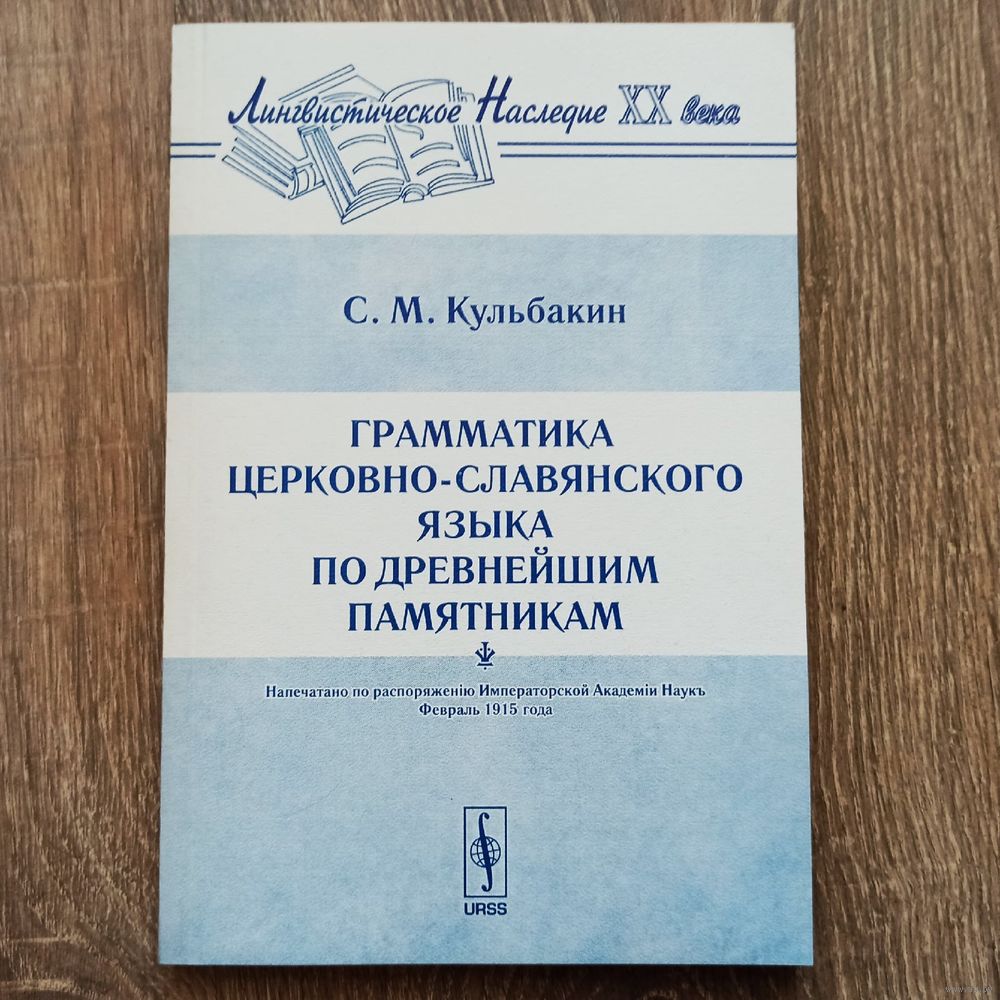 Лингвистическое Наследие XX века
С. М. Кульбакин
ГРАММАТИКА
ЦЕРКОВНО-СЛАВЯНСКОГО
ЯЗЫКА
ПО ДРЕВНЕЙШИМ
ПАМЯТНИКАМ
Напечатано по распоряженію Императорской Академіи Наукъ
Февраль 1915 года
URSS